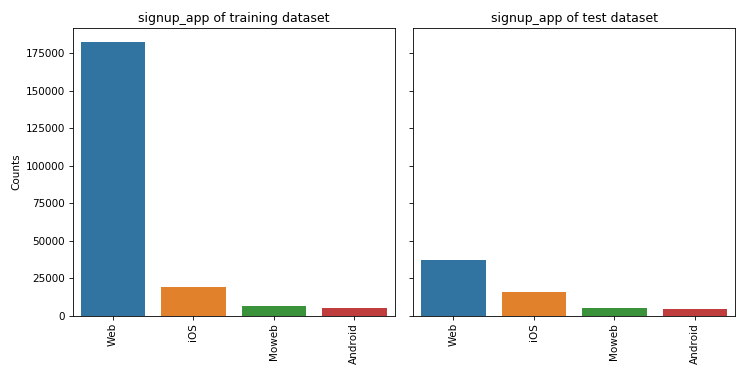 signup_app of training dataset
signup_app of test dataset
Counts
175000
150000
125000
100000
75000
50000
25000
0
Web
iOS
Moweb
Android
Web
iOS
Moweb
Android